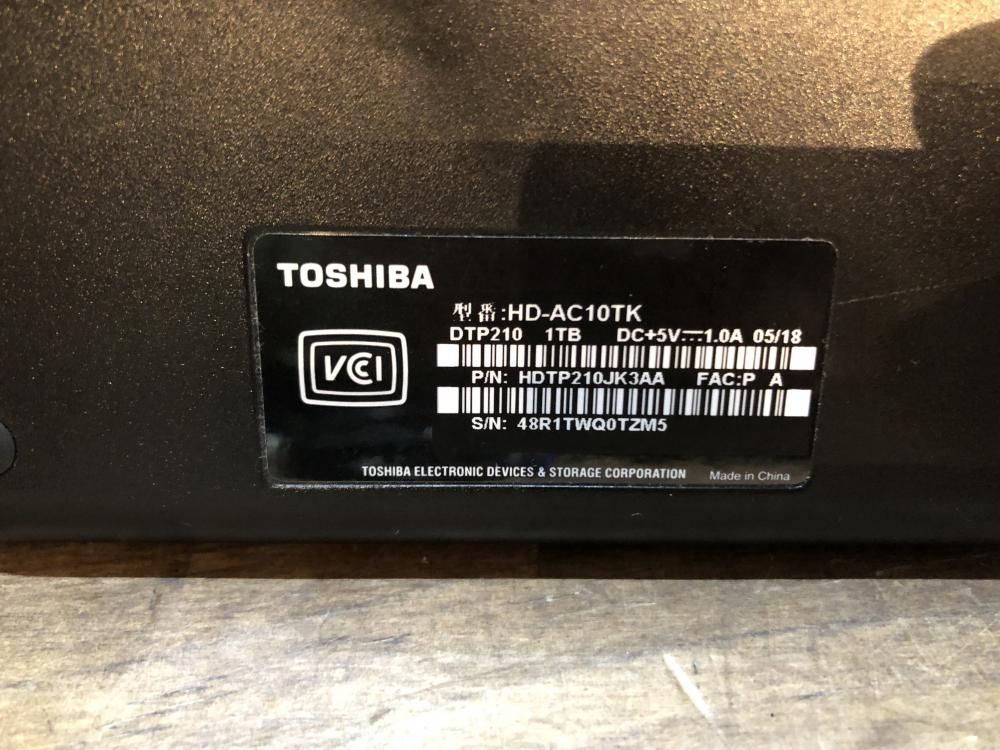 TOSHIBA
型番:HD-AC10TK
DTP210 1TB DC+5V⎓1.0A 05/18
VCCI
P/N: HDTP210JK3AA FAC:P A
S/N: 48R1TWQ0TZM5
TOSHIBA ELECTRONIC DEVICES & STORAGE CORPORATION Made in China